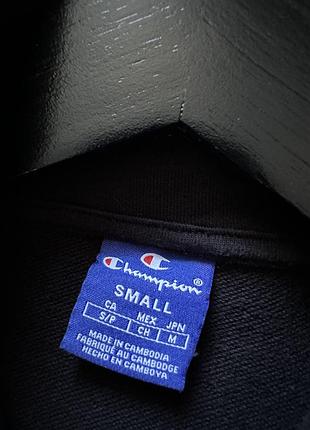 Champion
SMALL
CA MEX JPN
S/P CH M
MADE IN CAMBODIA
FABRIQUÉ AU CAMBODGE
HECHO EN CAMBOYA